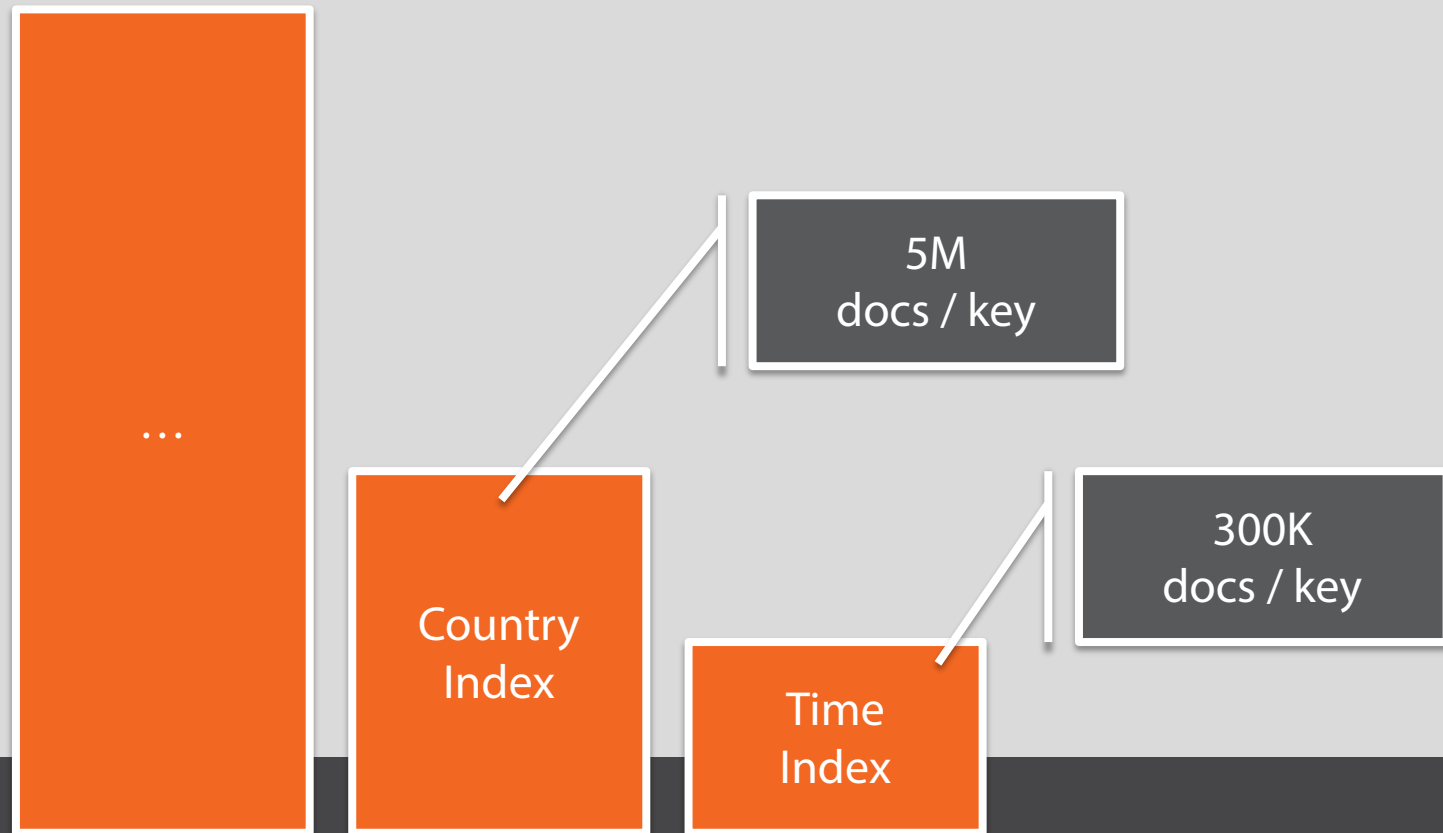 …
Country
Index
Time
Index
5M
docs / key
300K
docs / key